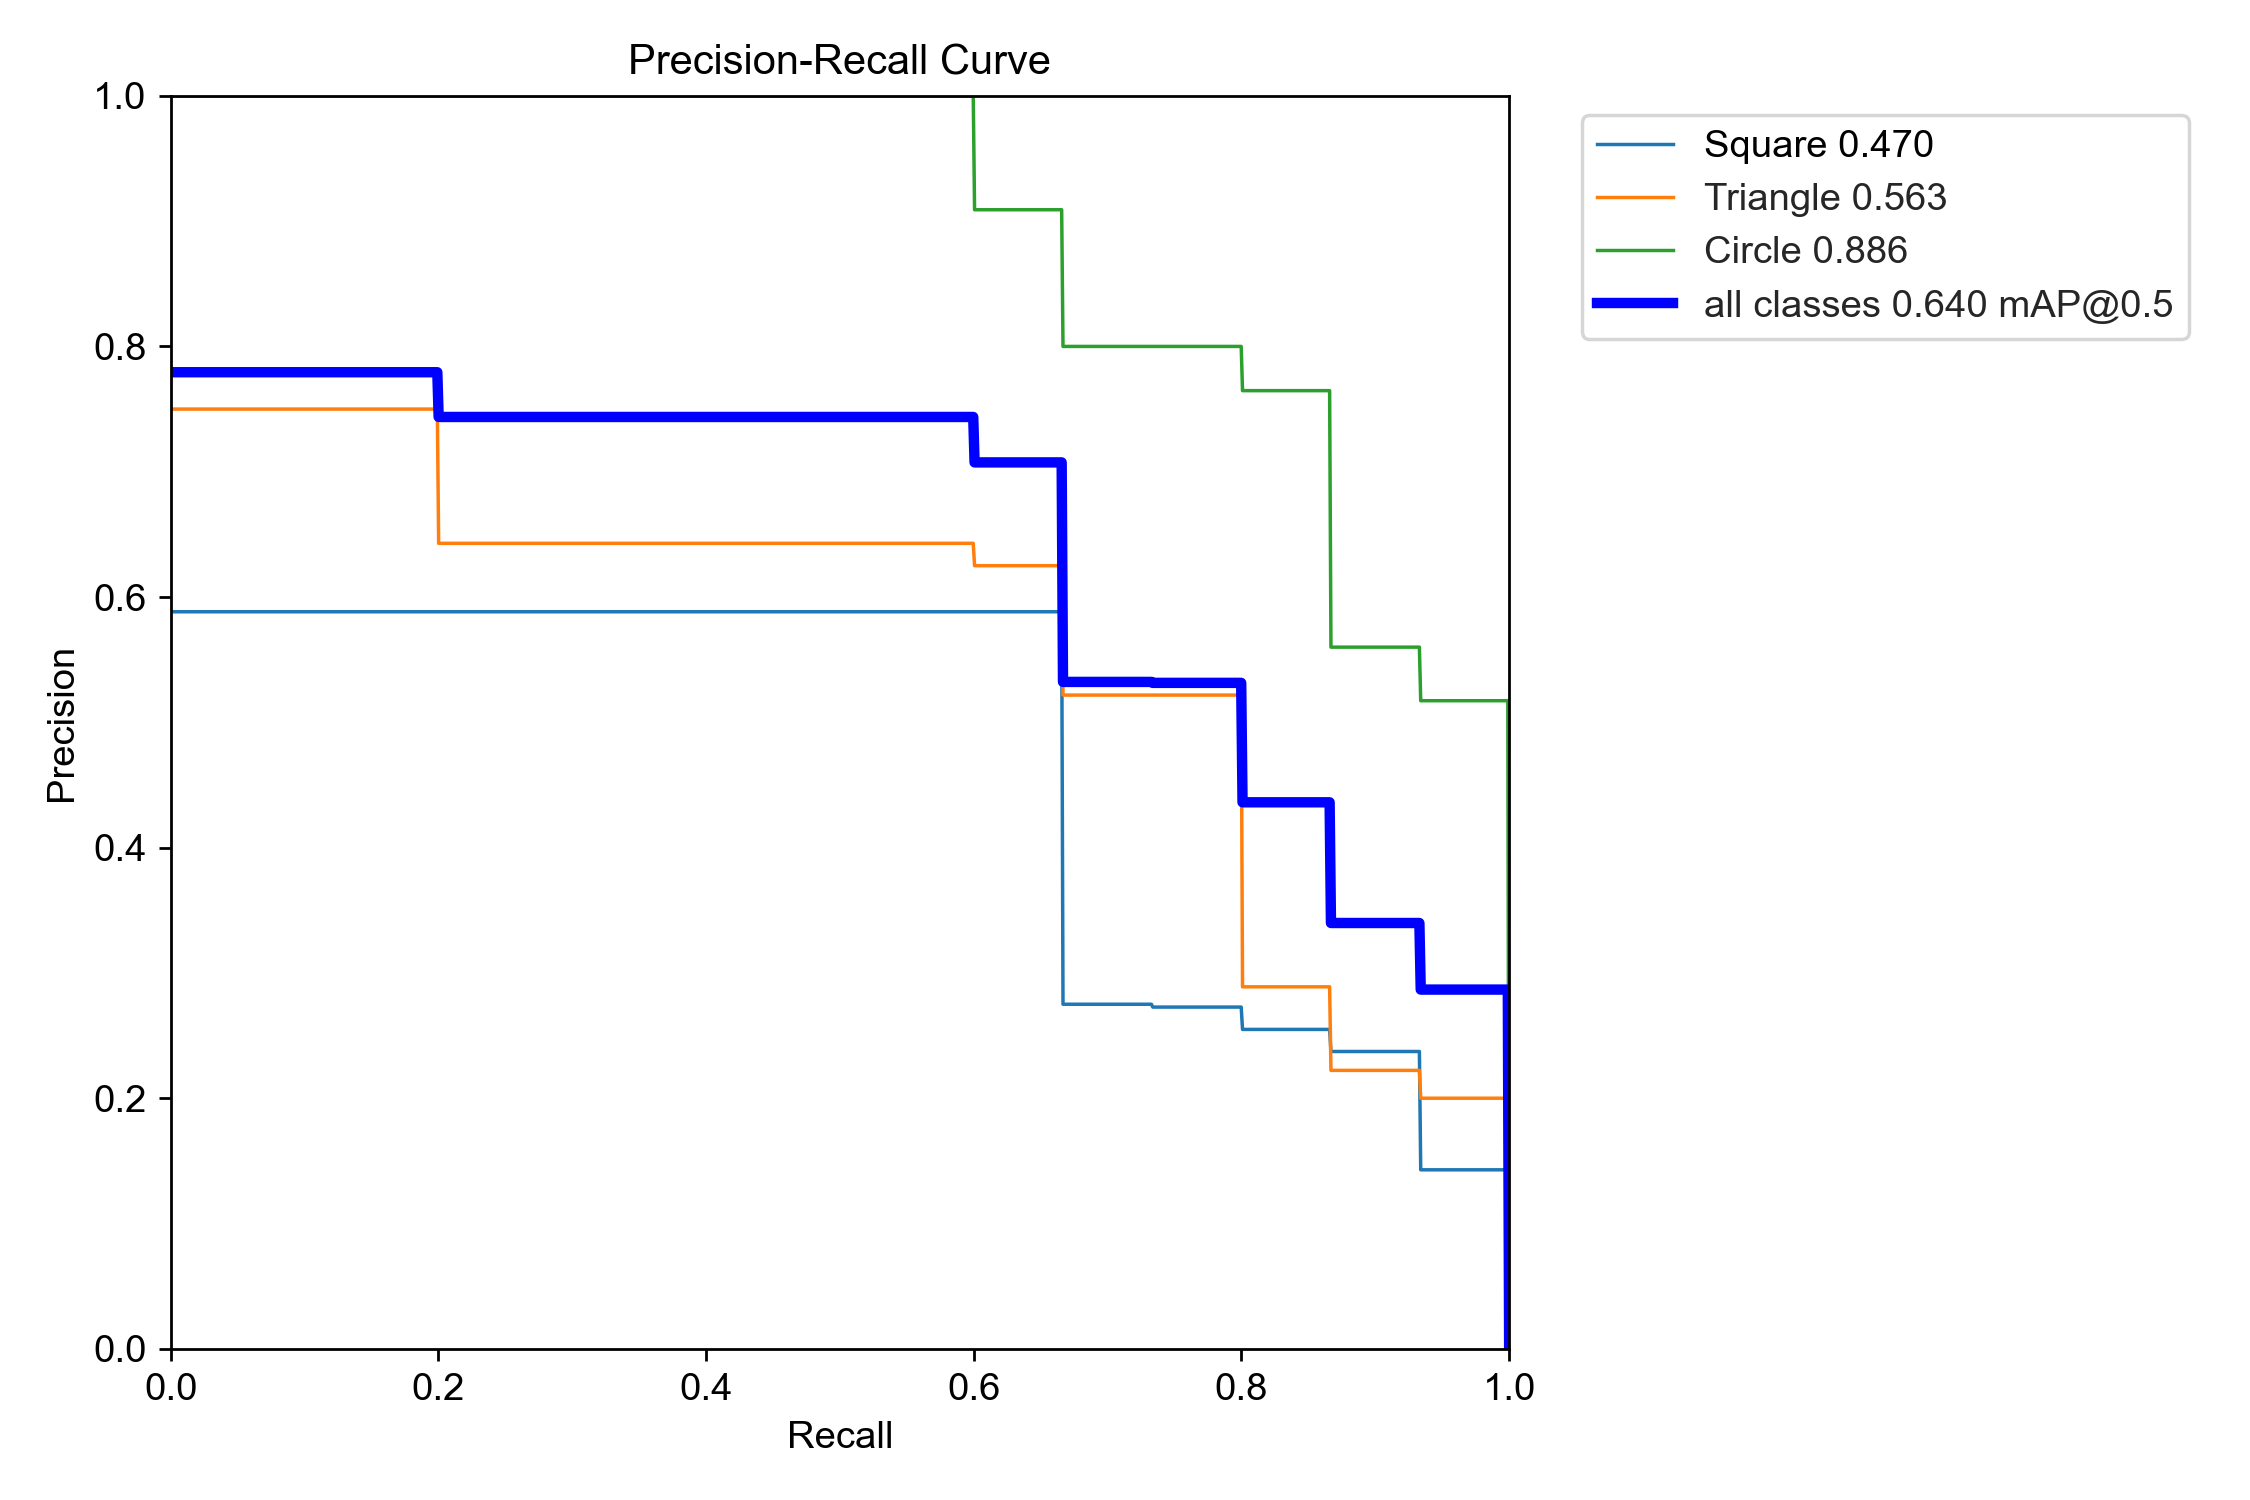 Precision-Recall Curve
1.0
0.8
0.6
0.4
0.2
0.0
Precision
0.0 0.2 0.4 0.6 0.8 1.0
Recall
Square 0.470
Triangle 0.563
Circle 0.886
all classes 0.640 mAP@0.5